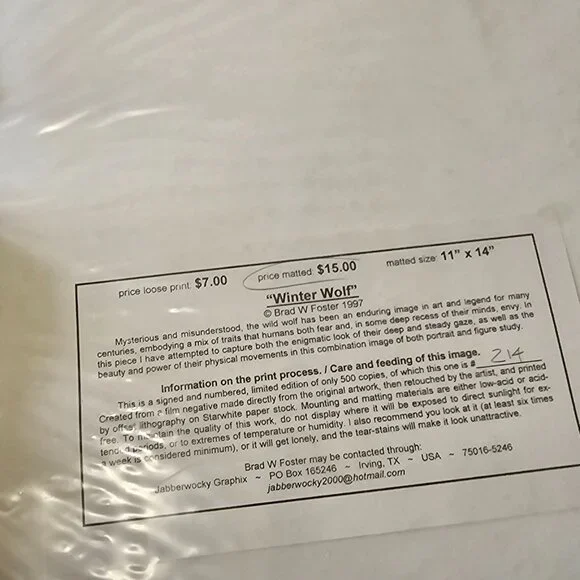 price loose print: $7.00 price matted: $15.00 matted size: 11" x 14"
"Winter Wolf"
© Brad W Foster 1997
Mysterious and misunderstood, the wild wolf has been an enduring image in art and legend for many
centuries, embodying a mix of traits that humans both fear and, in some deep recess of their minds, envy. In
this piece I have attempted to capture both the enigmatic look of their deep and steady gaze, as well as the
beauty and power of their physical movements in this combination image of both portrait and figure study.
Information on the print process. / Care and feeding of this image.
This is a signed and numbered, limited edition of only 500 copies, of which this one is # 214
Created from a film negative made directly from the original artwork, then retouched by the artist, and printed
by offset lithography on Starwhite paper stock. Mounting and matting materials are either low-acid or acid-
free. To maintain the quality of this work, do not display where it will be exposed to direct sunlight for ex-
tended periods, or to extremes of temperature or humidity. I also recommend you look at it (at least six times
a week is considered minimum), or it will get lonely, and the tear-stains will make it look unattractive.
Brad W Foster may be contacted through:
Jabberwocky Graphix ~ PO Box 165246 ~ Irving, TX ~ USA ~ 75016-5246
jabberwocky2000@hotmail.com